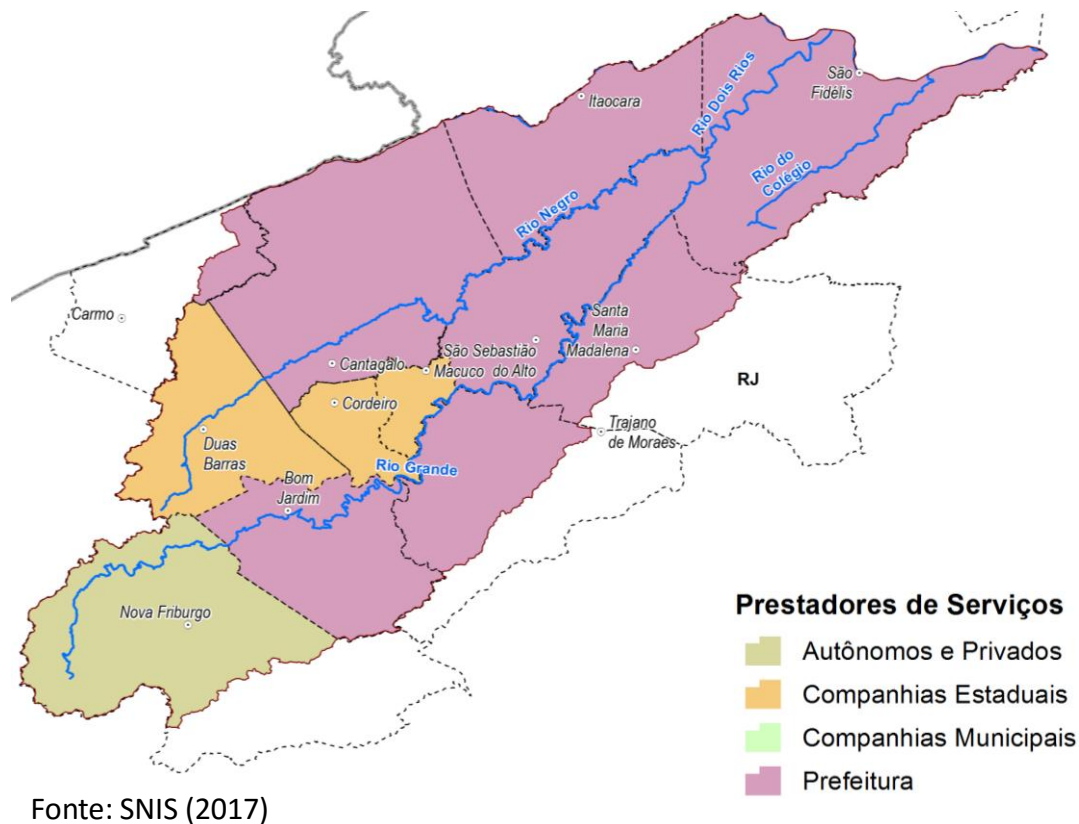 Itaocara
São
Fidélis
Rio Dois Rios
Rio do
Colégio
Rio Negro
Carmo
Cantagalo
São Sebastião
do Alto
Macuco
Santa
Maria
Madalena
RJ
Cordeiro
Duas
Barras
Trajano
de Moraes
Rio Grande
Bom
Jardim
Nova Friburgo
Prestadores de Serviços
Autônomos e Privados
Companhias Estaduais
Companhias Municipais
Prefeitura
Fonte: SNIS (2017)